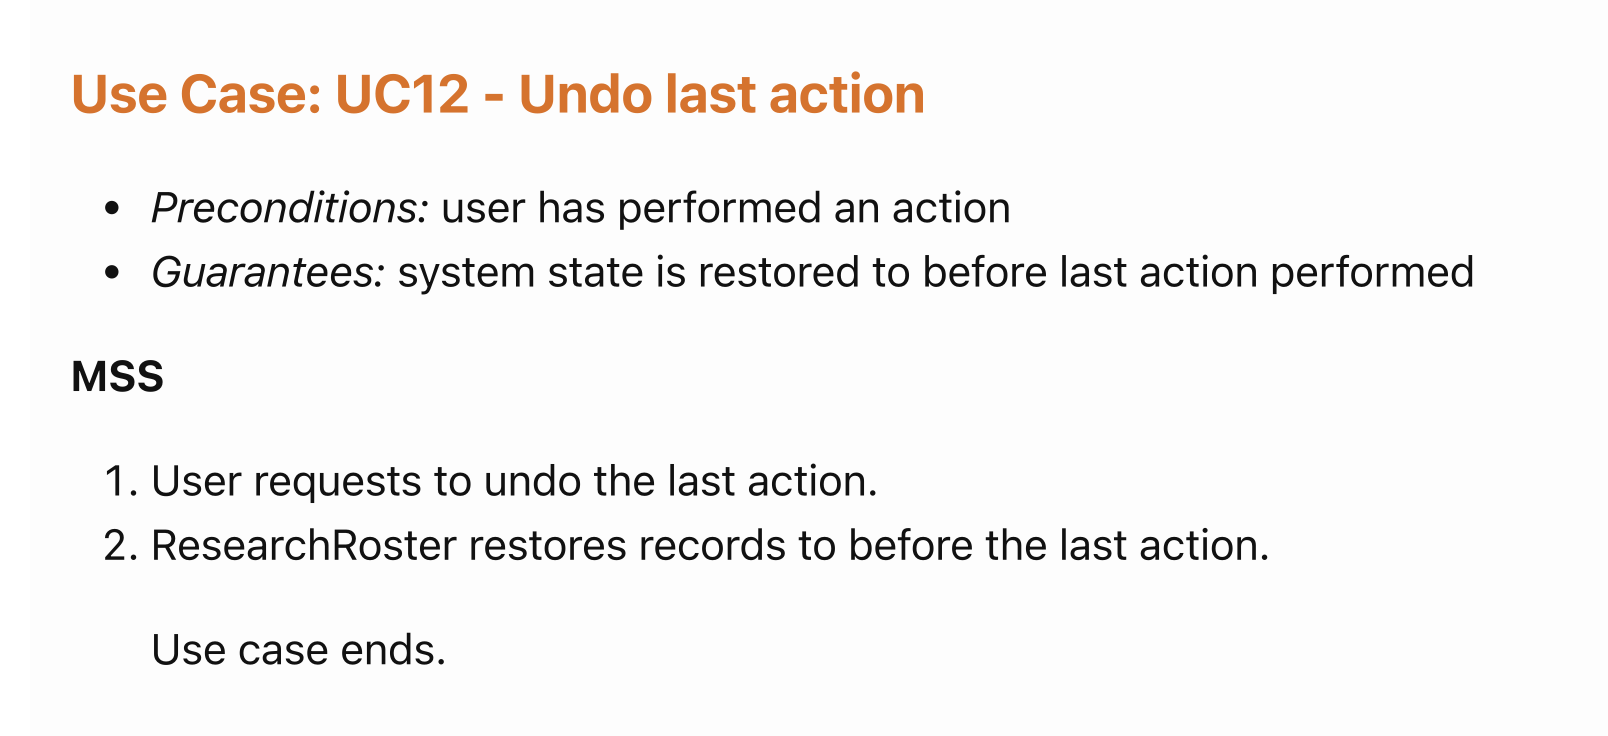 Use Case: UC12 - Undo last action
• Preconditions: user has performed an action
• Guarantees: system state is restored to before last action performed
MSS
1. User requests to undo the last action.
2. ResearchRoster restores records to before the last action.
Use case ends.